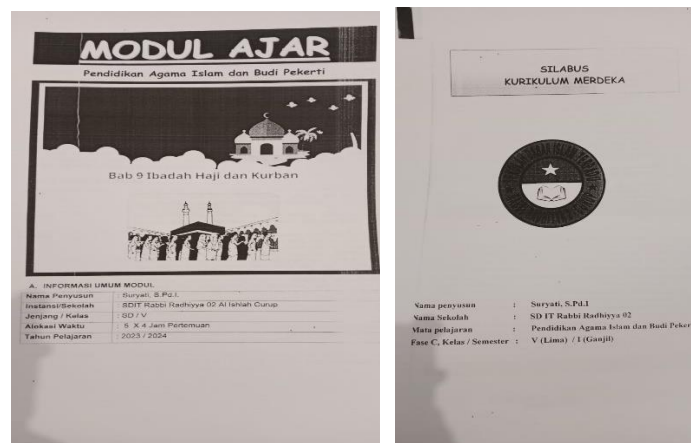 MODUL AJAR
Pendidikan Agama Islam dan Budi Pekerti
Bab 9 Ibadah Haji dan Kurban
A. INFORMASI UMUM MODUL
Nama Penyusun : Suryati, S.Pd.I.
Instansi/Sekolah : SDIT Rabbi Radhiyya 02 Al Ishlah Curup
Jenjang / Kelas : SD / V
Alokasi Waktu : 5 X 4 Jam Pertemuan
Tahun Pelajaran : 2023 / 2024
SILABUS
KURIKULUM MERDEKA
Nama penyusun : Suryati, S.Pd.I
Nama Sekolah : SD IT Rabbi Radhiyya 02
Mata pelajaran : Pendidikan Agama Islam dan Budi Peker
Fase C, Kelas / Semester : V (Lima) / I (Ganjil)